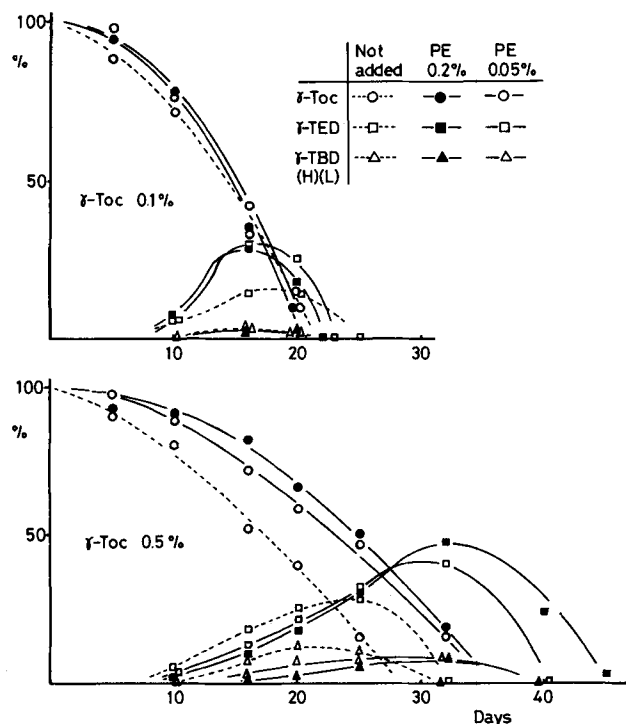 100
%
50
Not added PE 0.2% PE 0.05%
γ-Toc
γ-TED
γ-TBD (H)(L)
γ-Toc 0.1%
10 20 30
100
%
50
γ-Toc 0.5%
10 20 30 40
Days